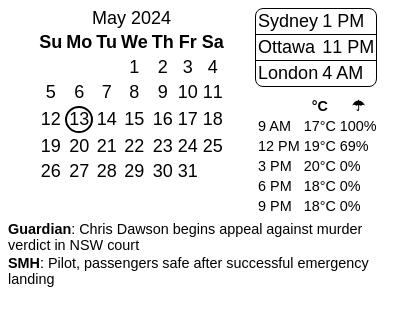 May 2024
Su Mo Tu We Th Fr Sa
1 2 3 4
5 6 7 8 9 10 11
12 13 14 15 16 17 18
19 20 21 22 23 24 25
26 27 28 29 30 31
Sydney 1 PM
Ottawa 11 PM
London 4 AM
°C ☂
9 AM 17°C 100%
12 PM 19°C 69%
3 PM 20°C 0%
6 PM 18°C 0%
9 PM 18°C 0%
Guardian: Chris Dawson begins appeal against murder
verdict in NSW court
SMH: Pilot, passengers safe after successful emergency
landing